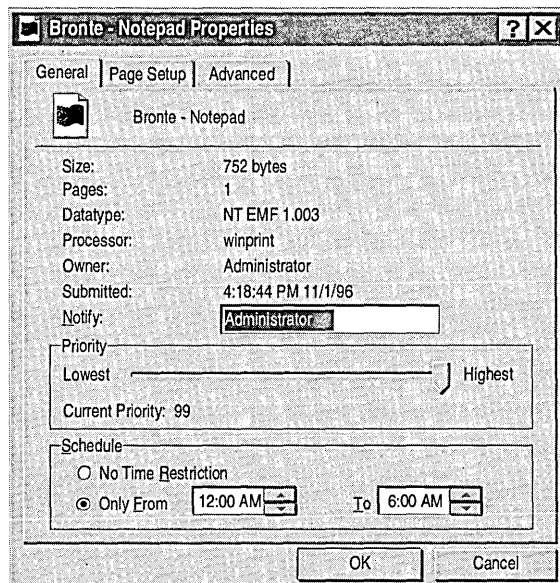 Bronte - Notepad Properties
General Page Setup Advanced
Bronte - Notepad
Size: 752 bytes
Pages: 1
Datatype: NT EMF 1.003
Processor: winprint
Owner: Administrator
Submitted: 4:18:44 PM 11/1/96
Notify: Administrator
Priority
Lowest Highest
Current Priority: 99
Schedule
No Time Restriction
Only From 12:00 AM To 6:00 AM
OK Cancel